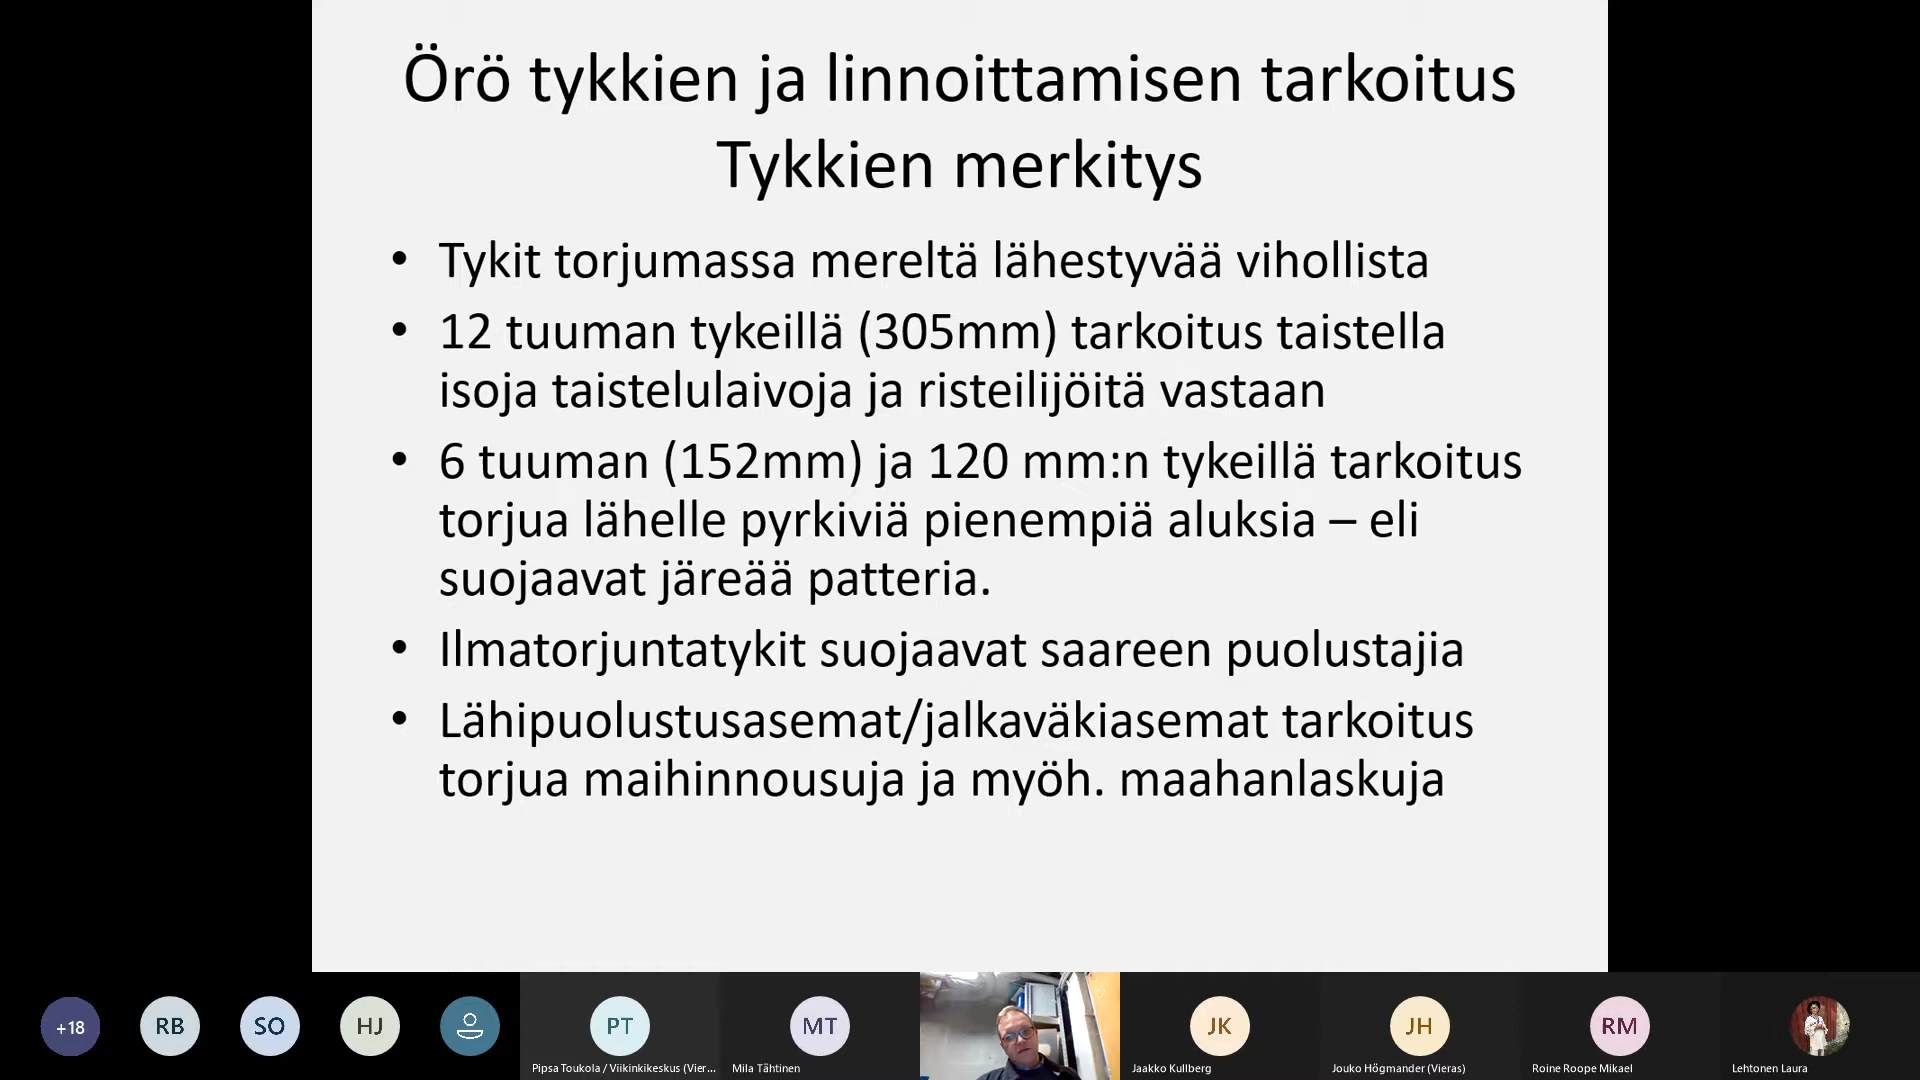 Örö tykkien ja linnoittamisen tarkoitus
Tykkien merkitys
• Tykit torjumassa mereltä lähestyvää vihollista
• 12 tuuman tykeillä (305mm) tarkoitus taistella
isoja taistelulaivoja ja risteilijöitä vastaan
• 6 tuuman (152mm) ja 120 mm:n tykeillä tarkoitus
torjua lähelle pyrkiviä pienempiä aluksia – eli
suojaavat järeää patteria.
• Ilmatorjuntatykit suojaavat saareen puolustajia
• Lähipuolustusasemat/jalkaväkiasemat tarkoitus
torjua maihinnousuja ja myöh. maahanlaskuja
+18 RB SO HJ PT MT JK JH RM
Pipsa Toukola / Viikinkikeskus (Vier... Mila Tähtinen Jaakko Kullberg Jouko Högmander (Vieras) Roine Roope Mikael Lehtonen Laura